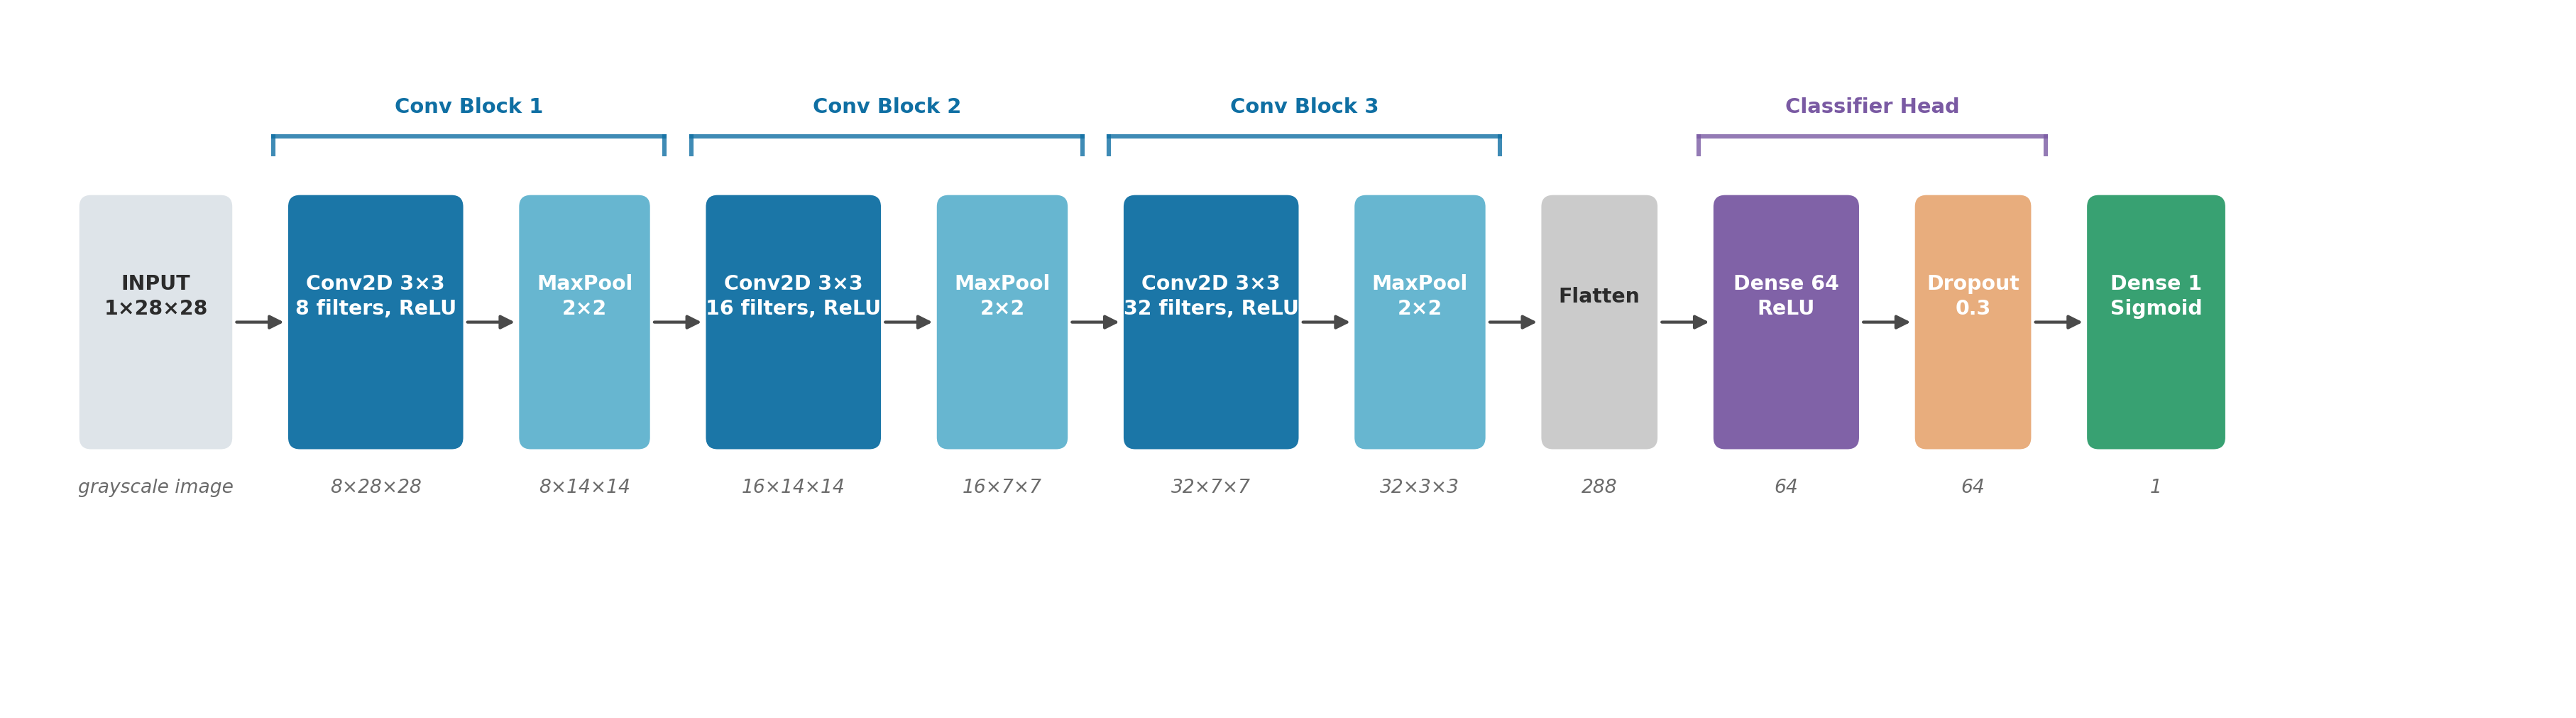 Conv Block 1
Conv Block 2
Conv Block 3
Classifier Head
INPUT
1×28×28
Conv2D 3×3
8 filters, ReLU
MaxPool
2×2
Conv2D 3×3
16 filters, ReLU
MaxPool
2×2
Conv2D 3×3
32 filters, ReLU
MaxPool
2×2
Flatten
Dense 64
ReLU
Dropout
0.3
Dense 1
Sigmoid
grayscale image
8×28×28
8×14×14
16×14×14
16×7×7
32×7×7
32×3×3
288
64
64
1